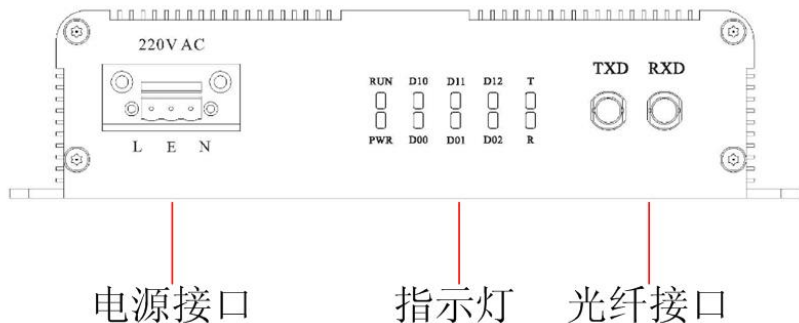 220V AC
L E N
RUN D10 D11 D12 T
PWR D00 D01 D02 R
TXD RXD
电源接口
指示灯
光纤接口